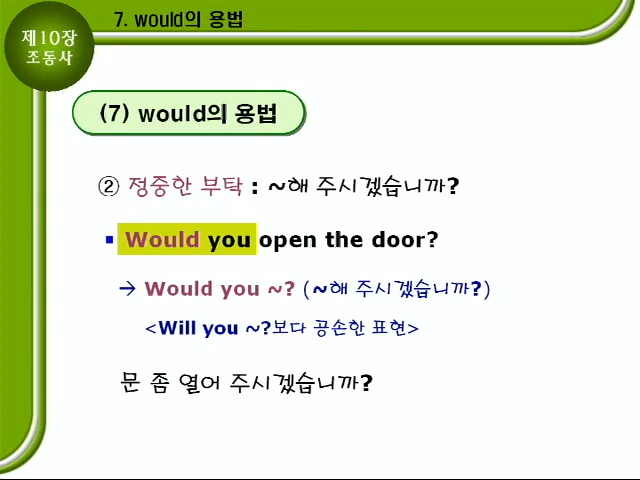 7. would의 용법
제10장
조동사
(7) would의 용법
② 정중한 부탁 : ~해 주시겠습니까?
▪ Would you open the door?
→ Would you ~? (~해 주시겠습니까?)
<Will you ~?보다 공손한 표현>
문 좀 열어 주시겠습니까?